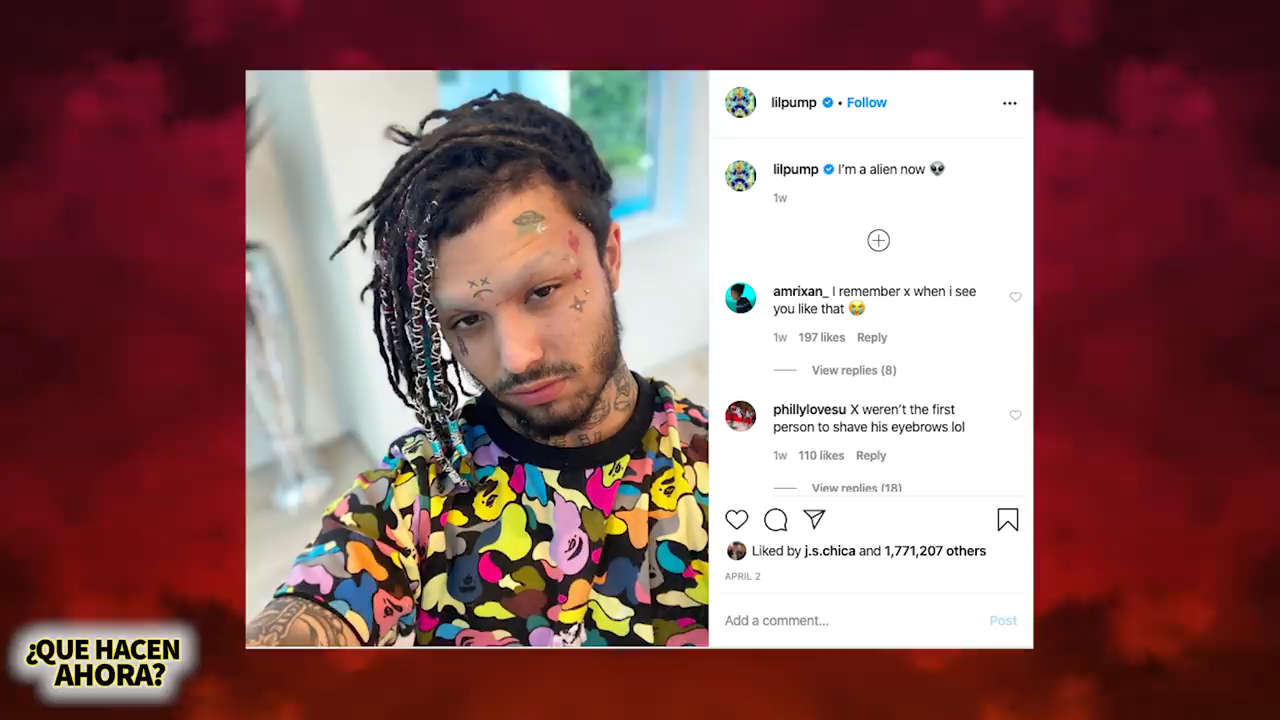 lilpump • Follow
lilpump I'm a alien now 👽
1w
amrixan_ I remember x when i see
you like that 😭
1w 197 likes Reply
View replies (8)
phillylovesu X weren't the first
person to shave his eyebrows lol
1w 110 likes Reply
View replies (18)
Liked by j.s.chica and 1,771,207 others
APRIL 2
Add a comment... Post
¿QUE HACEN
AHORA?